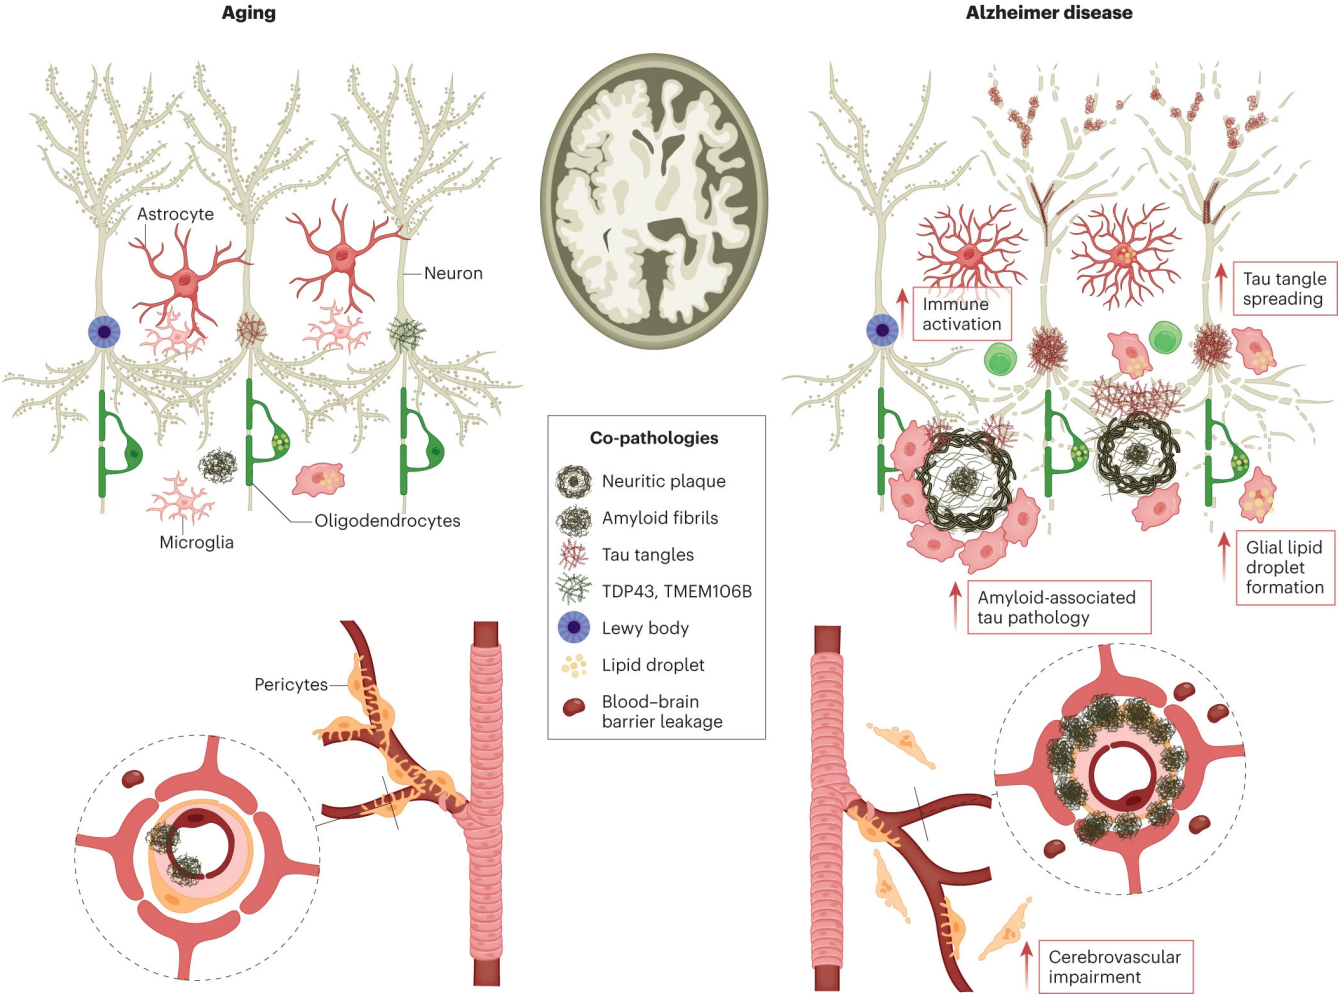 Aging
Alzheimer disease
Astrocyte
Neuron
Microglia
Oligodendrocytes
Pericytes
Co-pathologies
Neuritic plaque
Amyloid fibrils
Tau tangles
TDP43, TMEM106B
Lewy body
Lipid droplet
Blood–brain
barrier leakage
Immune
activation
Tau tangle
spreading
Glial lipid
droplet
formation
Amyloid-associated
tau pathology
Cerebrovascular
impairment